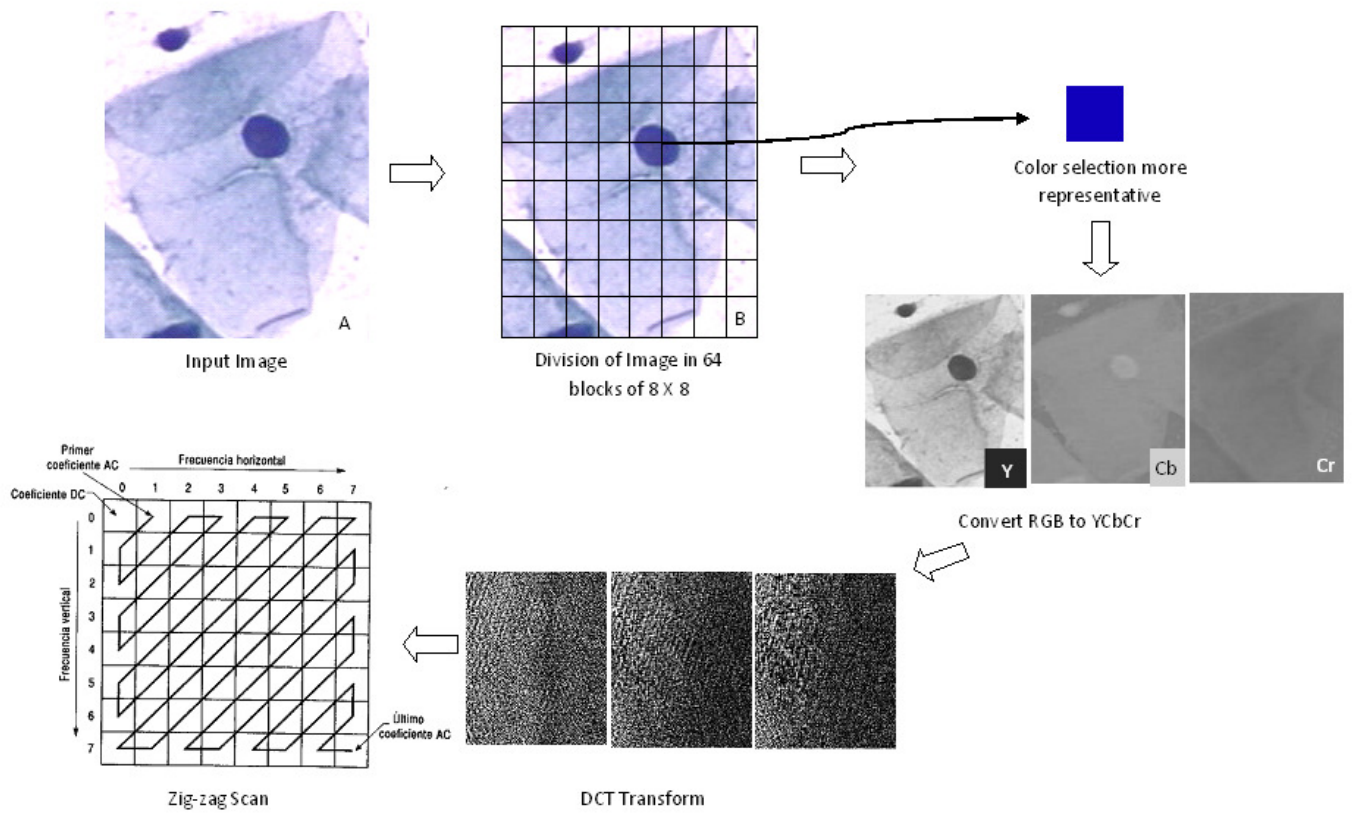 A
Input Image
B
Division of Image in 64
blocks of 8 X 8
Color selection more
representative
Y
Cb
Cr
Convert RGB to YCbCr
Primer
coeficiente AC
Frecuencia horizontal
Coeficiente DC
0 1 2 3 4 5 6 7
0
1
2
3
4
5
6
7
Frecuencia vertical
Último
coeficiente AC
Zig-zag Scan
DCT Transform